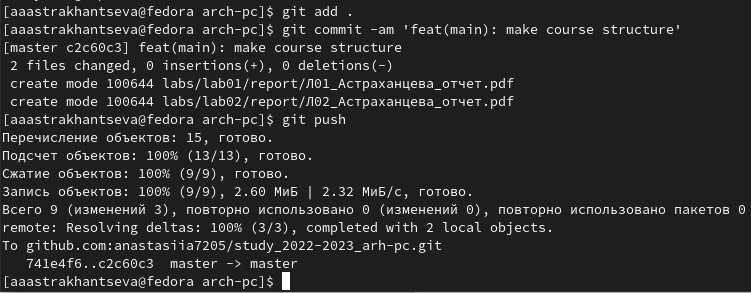 [aaastrakhantseva@fedora arch-pc]$ git add .
[aaastrakhantseva@fedora arch-pc]$ git commit -am 'feat(main): make course structure'
[master c2c60c3] feat(main): make course structure
 2 files changed, 0 insertions(+), 0 deletions(-)
 create mode 100644 labs/lab01/report/Л01_Астраханцева_отчет.pdf
 create mode 100644 labs/lab02/report/Л02_Астраханцева_отчет.pdf
[aaastrakhantseva@fedora arch-pc]$ git push
Перечисление объектов: 15, готово.
Подсчет объектов: 100% (13/13), готово.
Сжатие объектов: 100% (9/9), готово.
Запись объектов: 100% (9/9), 2.60 МиБ | 2.32 МиБ/с, готово.
Всего 9 (изменений 3), повторно использовано 0 (изменений 0), повторно использовано пакетов 0
remote: Resolving deltas: 100% (3/3), completed with 2 local objects.
To github.com:anastasiia7205/study_2022-2023_arh-pc.git
   741e4f6..c2c60c3  master -> master
[aaastrakhantseva@fedora arch-pc]$